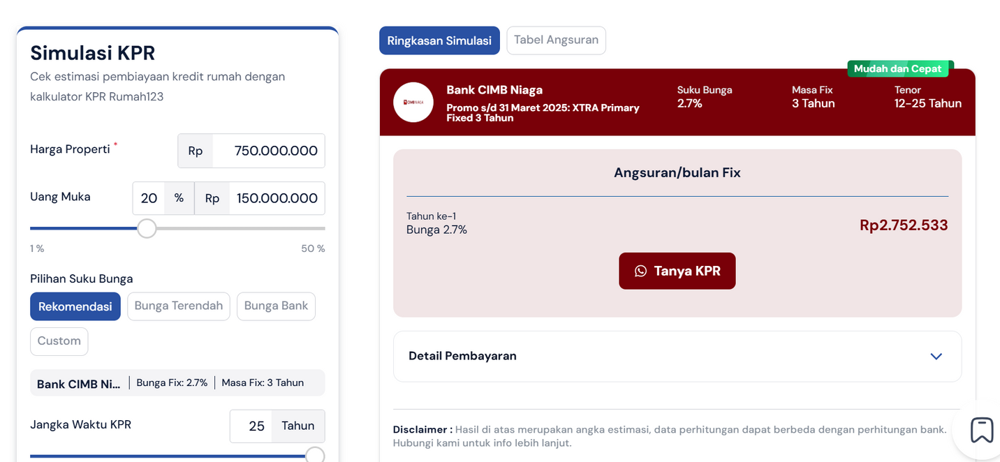 Simulasi KPR
Cek estimasi pembiayaan kredit rumah dengan
kalkulator KPR Rumah123
Harga Properti *
Rp 750.000.000
Uang Muka
20 % Rp 150.000.000
1 % 50 %
Pilihan Suku Bunga
Rekomendasi Bunga Terendah Bunga Bank
Custom
Bank CIMB Ni... Bunga Fix: 2.7% Masa Fix: 3 Tahun
Jangka Waktu KPR
25 Tahun
Ringkasan Simulasi Tabel Angsuran
Mudah dan Cepat
CIMB NIAGA
Bank CIMB Niaga
Promo s/d 31 Maret 2025: XTRA Primary
Fixed 3 Tahun
Suku Bunga
2.7%
Masa Fix
3 Tahun
Tenor
12-25 Tahun
Angsuran/bulan Fix
Tahun ke-1
Bunga 2.7%
Rp2.752.533
Tanya KPR
Detail Pembayaran
Disclaimer : Hasil di atas merupakan angka estimasi, data perhitungan dapat berbeda dengan perhitungan bank.
Hubungi kami untuk info lebih lanjut.